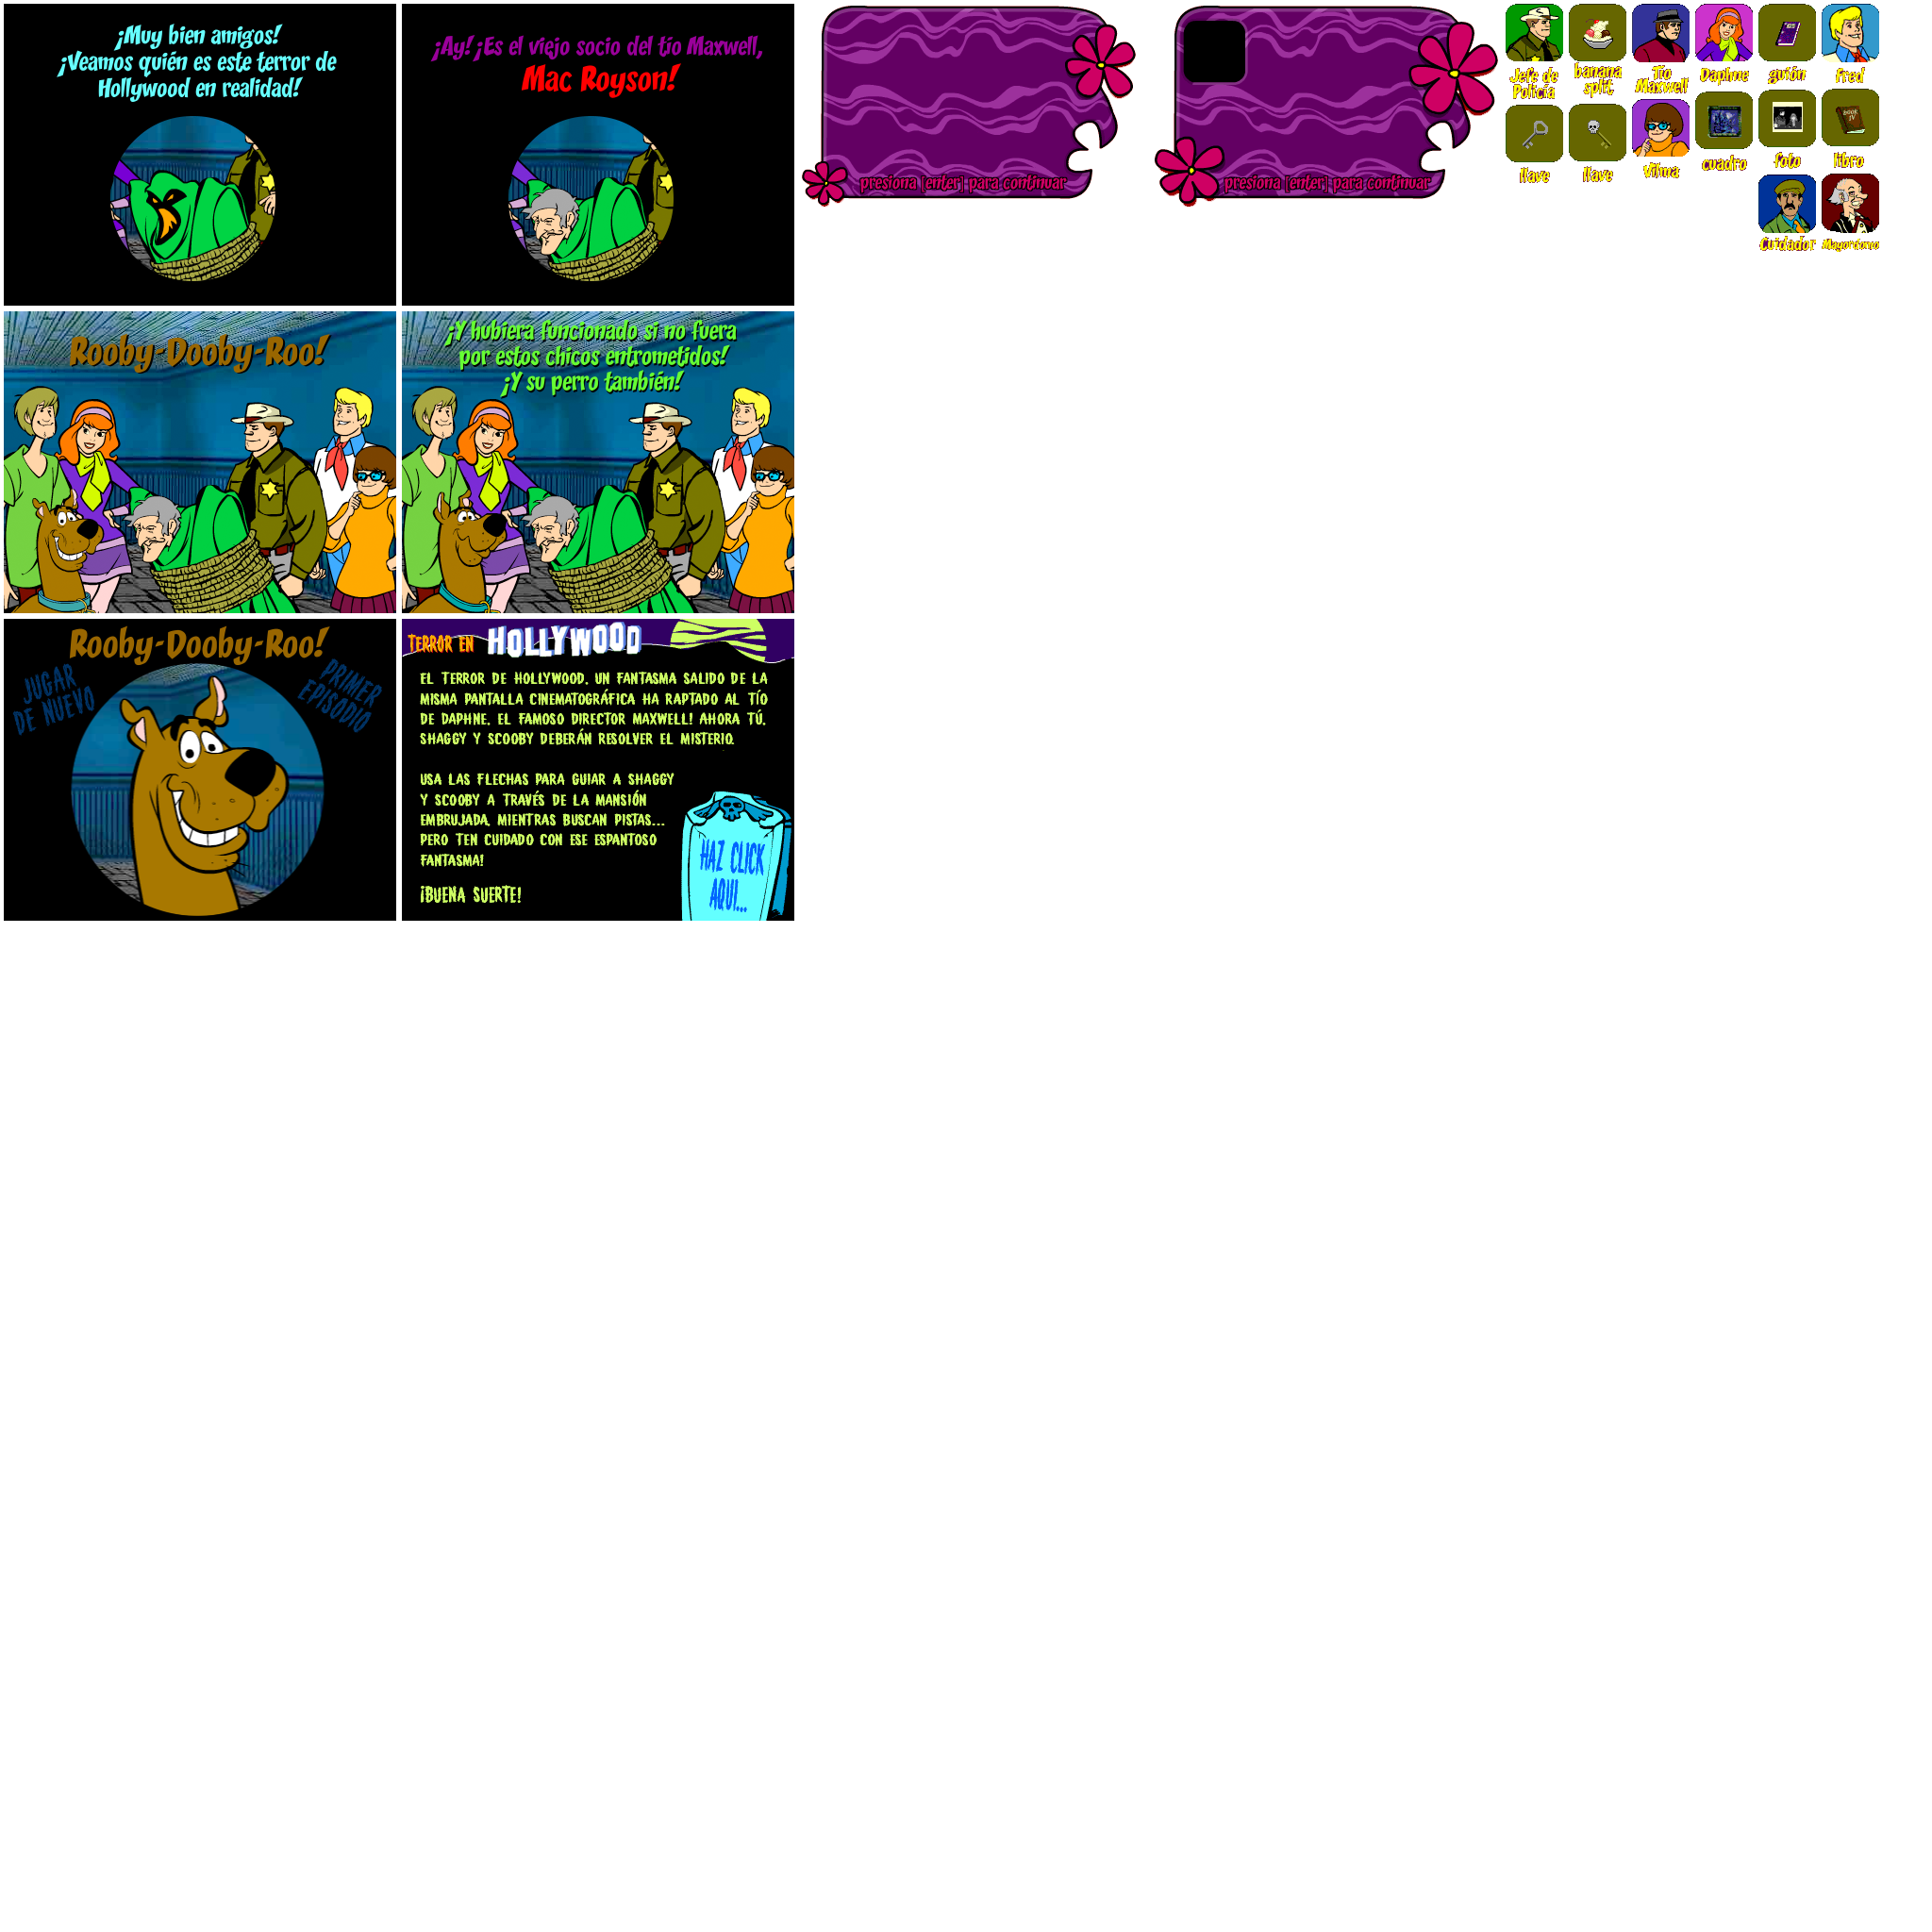 ¡Muy bien amigos!
¡Veamos quién es este terror de
Hollywood en realidad!
¡Ay! ¡Es el viejo socio del tío Maxwell,
Mac Royson!
presiona [enter] para continuar
presiona [enter] para continuar
Jefe de
Policía
banana
split
Tío
Maxwell
Daphne
guión
Fred
llave
llave
Vilma
cuadro
foto
libro
Cuidador
Mayordomo
Rooby-Dooby-Roo!
¡Y hubiera funcionado si no fuera
por estos chicos entrometidos!
¡Y su perro también!
Rooby-Dooby-Roo!
JUGAR
DE NUEVO
PRIMER
EPISODIO
TERROR EN HOLLYWOOD
EL TERROR DE HOLLYWOOD, UN FANTASMA SALIDO DE LA
MISMA PANTALLA CINEMATOGRÁFICA HA RAPTADO AL TÍO
DE DAPHNE, EL FAMOSO DIRECTOR MAXWELL! AHORA TÚ,
SHAGGY Y SCOOBY DEBERÁN RESOLVER EL MISTERIO.
USA LAS FLECHAS PARA GUIAR A SHAGGY
Y SCOOBY A TRAVÉS DE LA MANSIÓN
EMBRUJADA, MIENTRAS BUSCAN PISTAS...
PERO TEN CUIDADO CON ESE ESPANTOSO
FANTASMA!
¡BUENA SUERTE!
HAZ CLICK
AQUI...